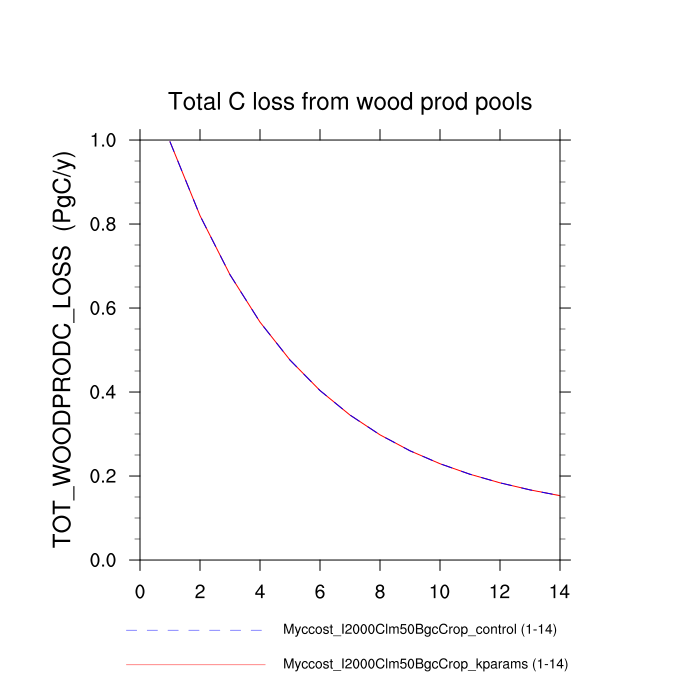 Total C loss from wood prod pools
TOT_WOODPRODC_LOSS (PgC/y)
1.0
0.8
0.6
0.4
0.2
0.0
0 2 4 6 8 10 12 14
Myccost_I2000Clm50BgcCrop_control (1-14)
Myccost_I2000Clm50BgcCrop_kparams (1-14)